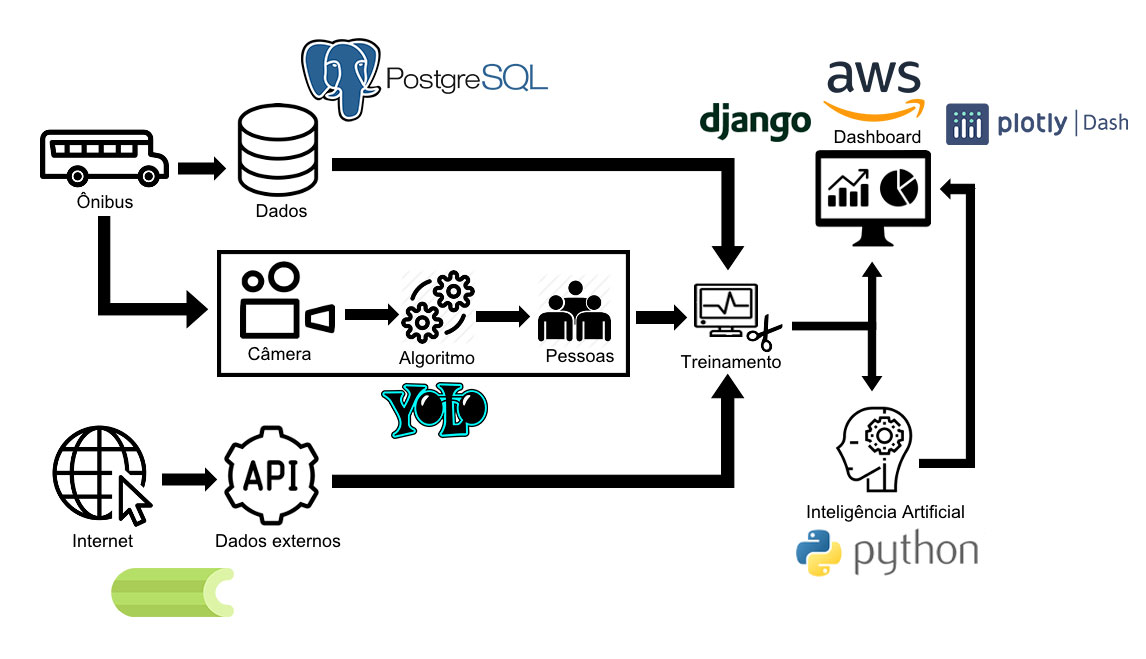 PostgreSQL
aws
django
plotly | Dash
Dashboard
Ônibus
Dados
Câmera
Algoritmo
Pessoas
Treinamento
YOLO
API
Internet
Dados externos
Inteligência Artificial
python